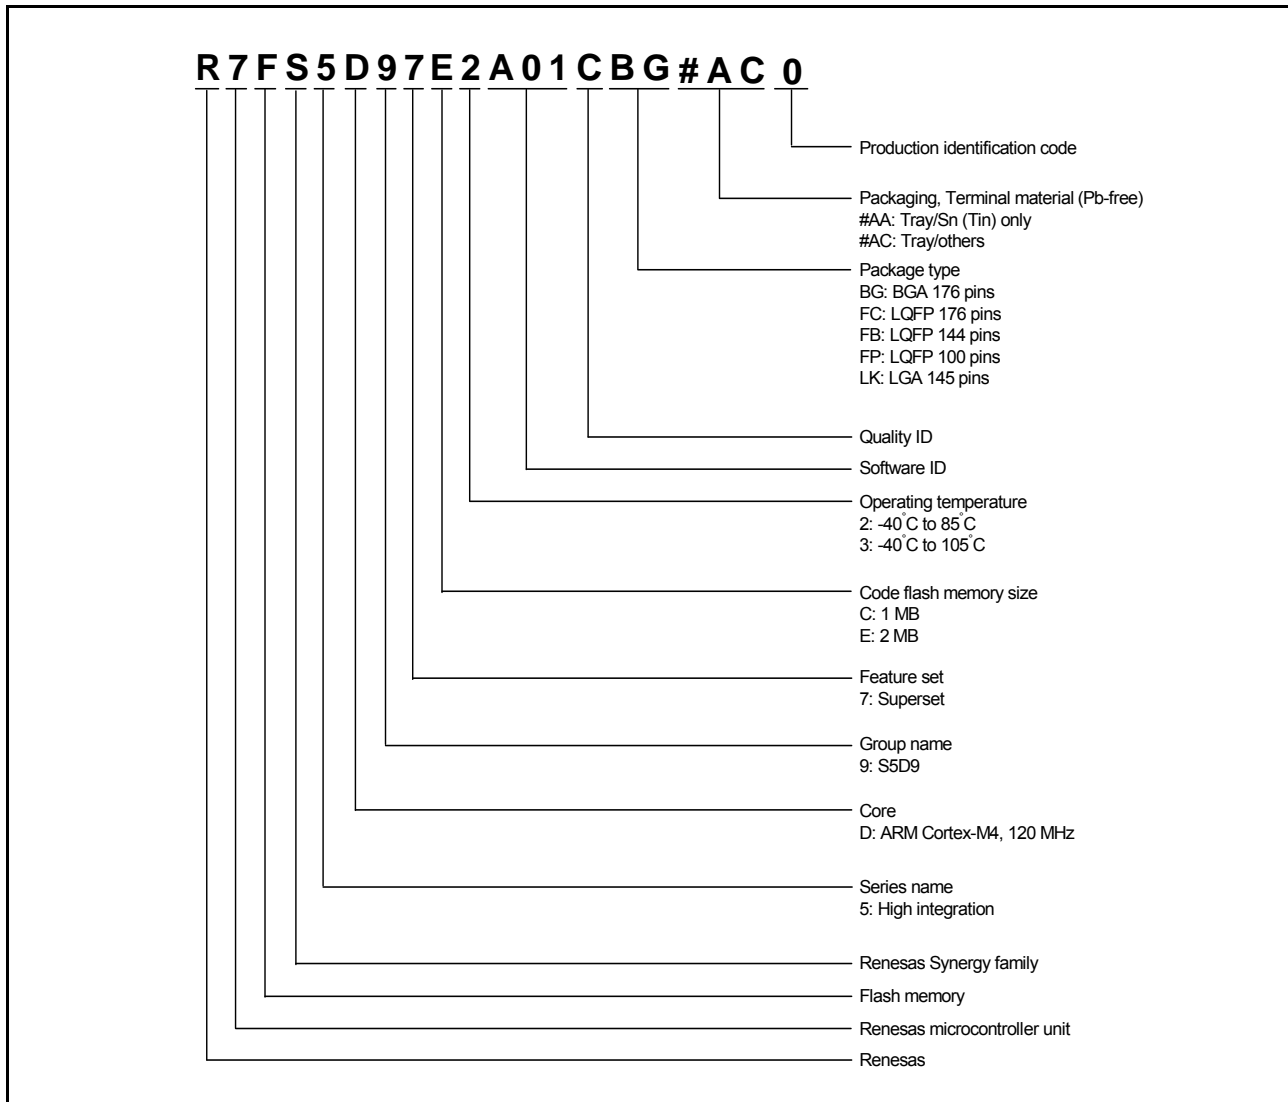 R7FS5D97E2A01CBG#AC0
Production identification code
Packaging, Terminal material (Pb-free)
#AA: Tray/Sn (Tin) only
#AC: Tray/others
Package type
BG: BGA 176 pins
FC: LQFP 176 pins
FB: LQFP 144 pins
FP: LQFP 100 pins
LK: LGA 145 pins
Quality ID
Software ID
Operating temperature
2: -40°C to 85°C
3: -40°C to 105°C
Code flash memory size
C: 1 MB
E: 2 MB
Feature set
7: Superset
Group name
9: S5D9
Core
D: ARM Cortex-M4, 120 MHz
Series name
5: High integration
Renesas Synergy family
Flash memory
Renesas microcontroller unit
Renesas